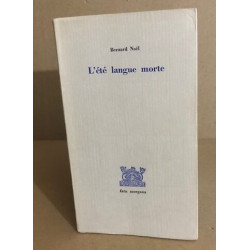 Bernard Noël
L'été langue morte
fata morgana